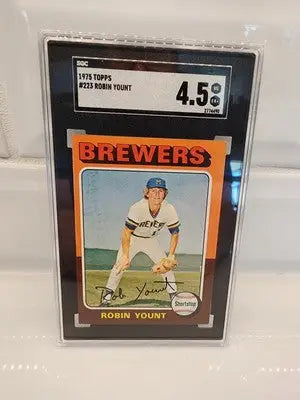 SGC
1975 TOPPS
#223 ROBIN YOUNT
4.5
BREWERS
Rob Yount
Shortstop
ROBIN YOUNT